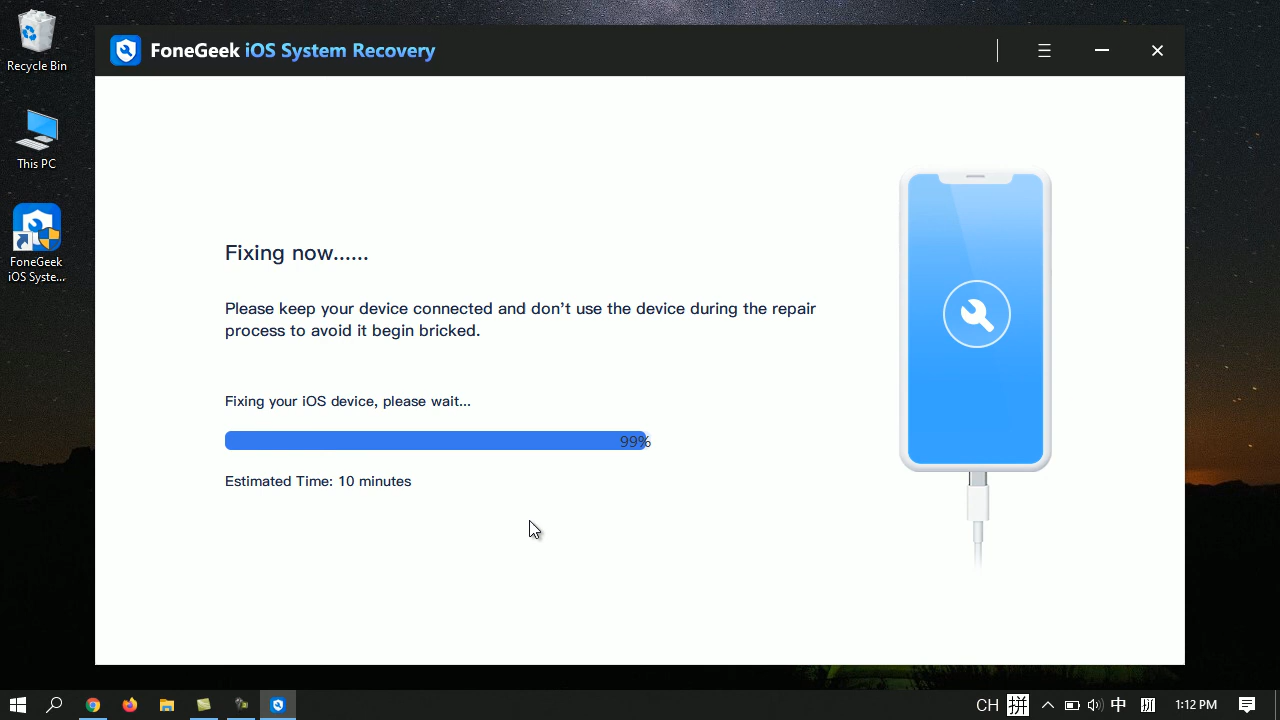 Recycle Bin
This PC
FoneGeek
iOS Syste...
FoneGeek iOS System Recovery
Fixing now......
Please keep your device connected and don't use the device during the repair
process to avoid it begin bricked.
Fixing your iOS device, please wait...
99%
Estimated Time: 10 minutes
CH 拼 中 拼 1:12 PM